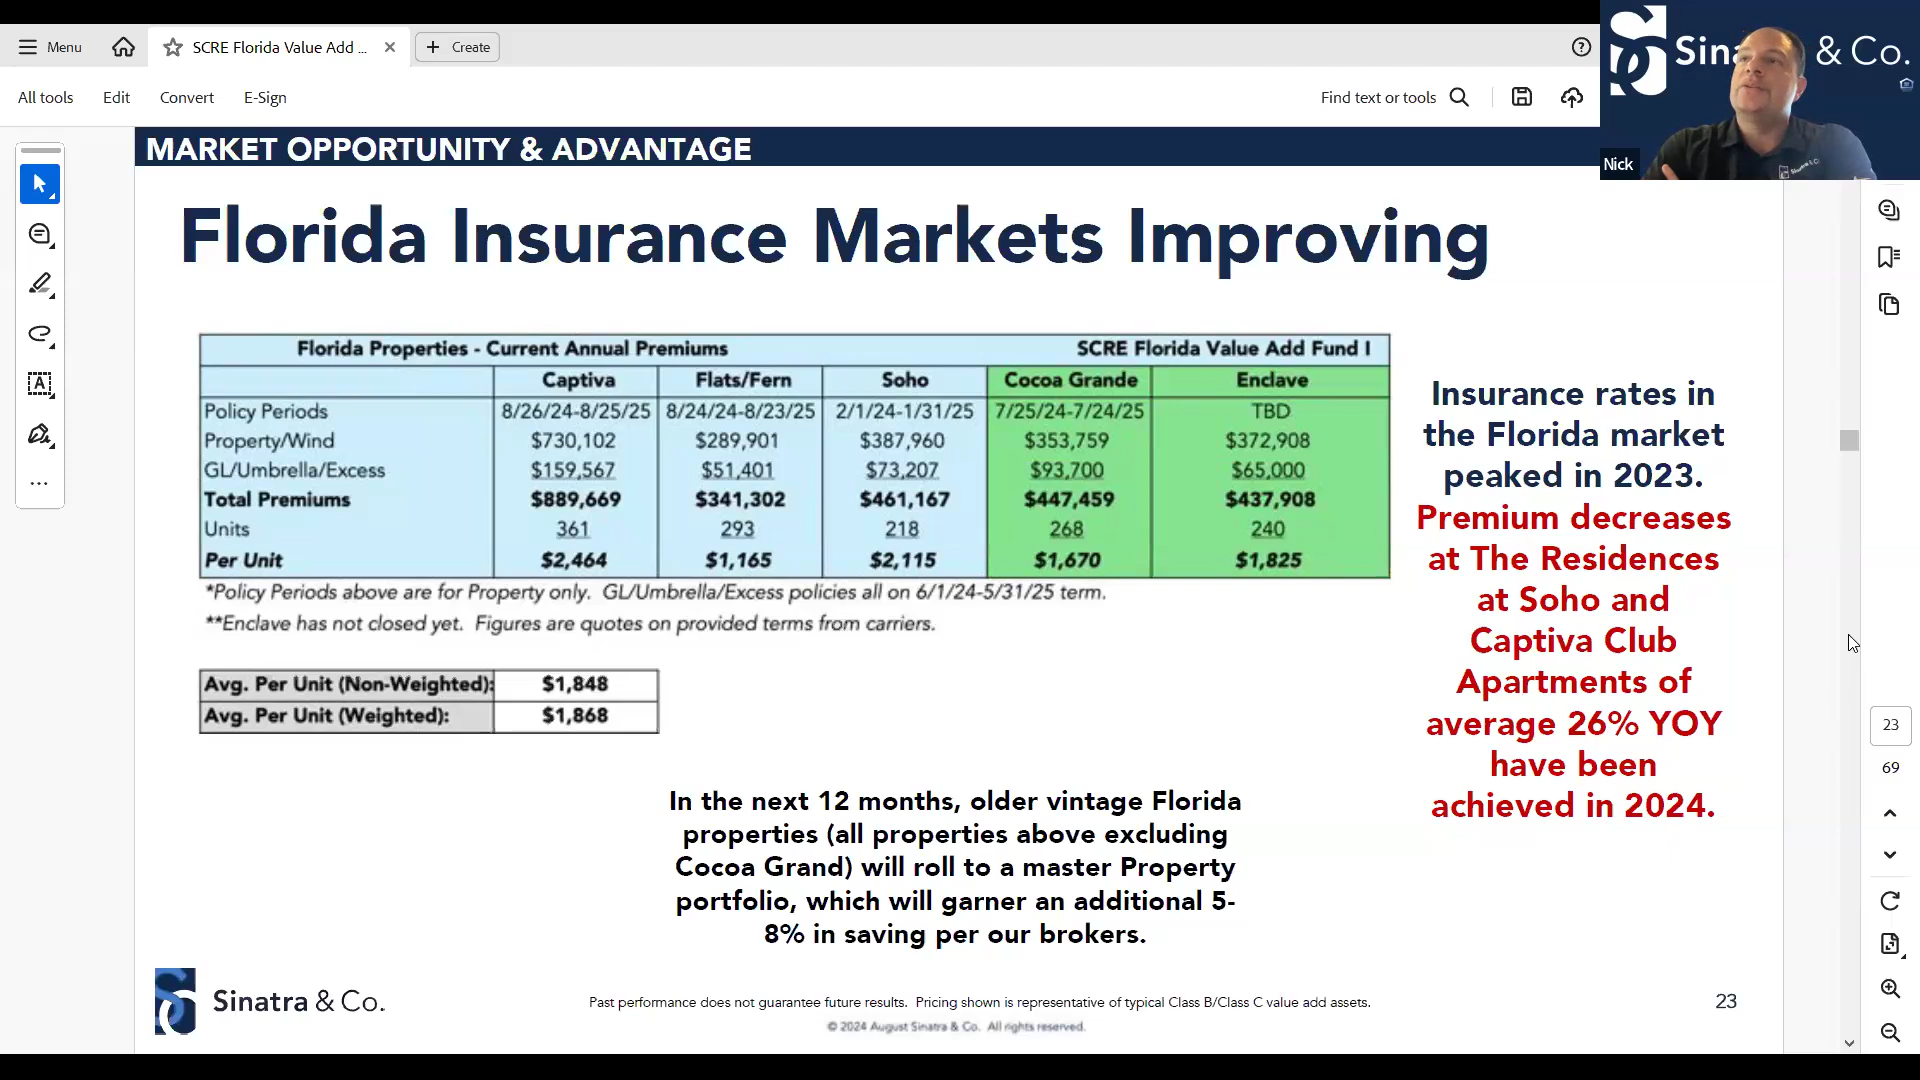 Menu
SCRE Florida Value Add ...
Create
All tools
Edit
Convert
E-Sign
Find text or tools
& Co.
Nick
MARKET OPPORTUNITY & ADVANTAGE
Florida Insurance Markets Improving
Florida Properties - Current Annual Premiums SCRE Florida Value Add Fund I
Captiva Flats/Fern Soho Cocoa Grande Enclave
Policy Periods 8/26/24-8/25/25 8/24/24-8/23/25 2/1/24-1/31/25 7/25/24-7/24/25 TBD
Property/Wind $730,102 $289,901 $387,960 $353,759 $372,908
GL/Umbrella/Excess $159,567 $51,401 $73,207 $93,700 $65,000
Total Premiums $889,669 $341,302 $461,167 $447,459 $437,908
Units 361 293 218 268 240
Per Unit $2,464 $1,165 $2,115 $1,670 $1,825
*Policy Periods above are for Property only. GL/Umbrella/Excess policies all on 6/1/24-5/31/25 term.
**Enclave has not closed yet. Figures are quotes on provided terms from carriers.
Avg. Per Unit (Non-Weighted): $1,848
Avg. Per Unit (Weighted): $1,868
Insurance rates in
the Florida market
peaked in 2023.
Premium decreases
at The Residences
at Soho and
Captiva Club
Apartments of
average 26% YOY
have been
achieved in 2024.
In the next 12 months, older vintage Florida
properties (all properties above excluding
Cocoa Grand) will roll to a master Property
portfolio, which will garner an additional 5-
8% in saving per our brokers.
Sinatra & Co.
Past performance does not guarantee future results. Pricing shown is representative of typical Class B/Class C value add assets.
© 2024 August Sinatra & Co. All rights reserved.
23
23
69